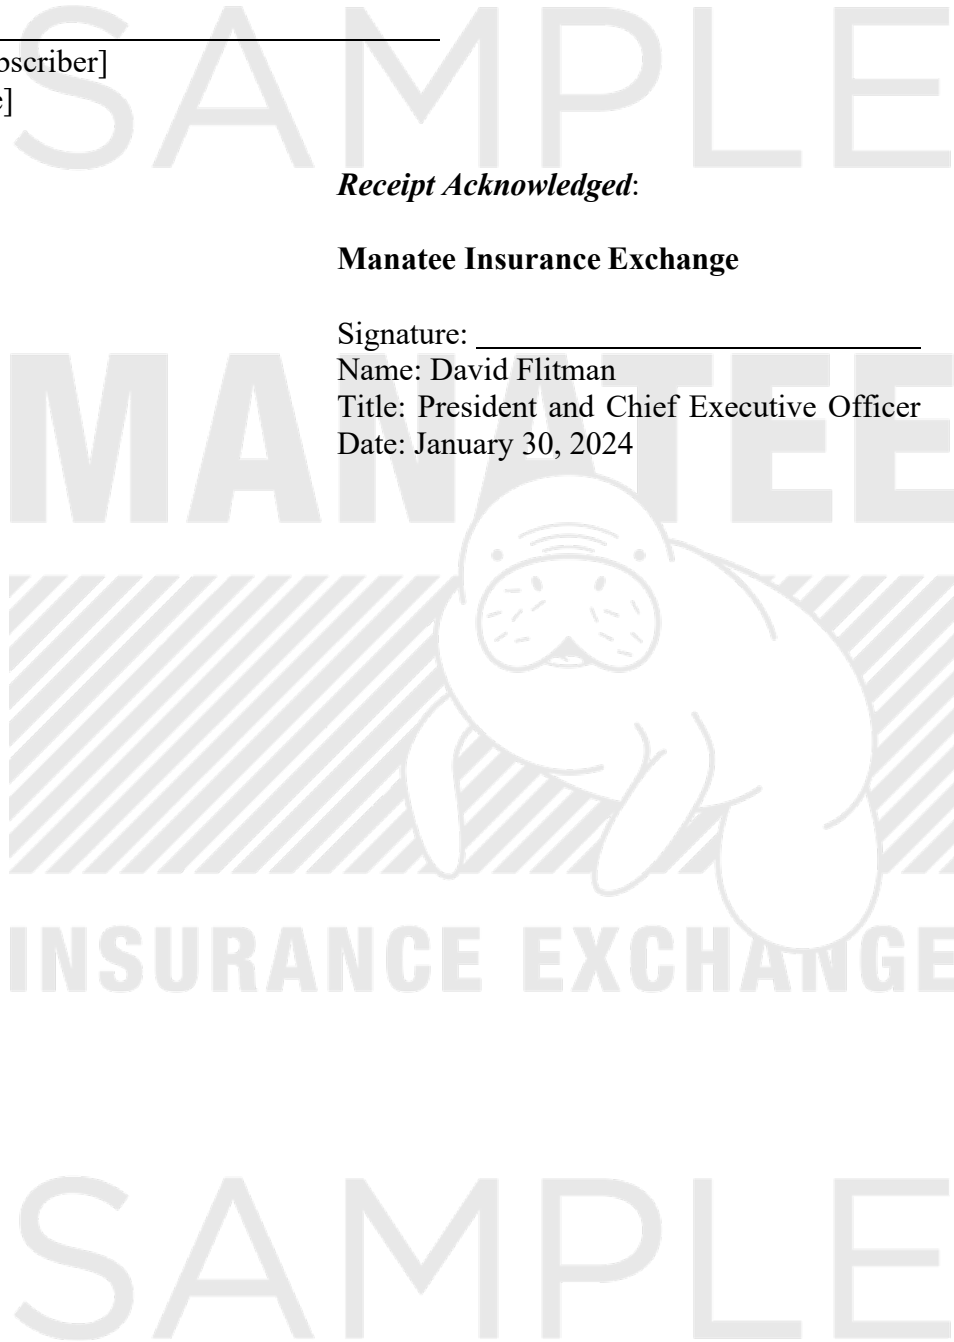 SAMPLE
bscriber]
e]
Receipt Acknowledged:
Manatee Insurance Exchange
Signature:
Name: David Flitman
Title: President and Chief Executive Officer
Date: January 30, 2024
MANATEE
INSURANCE EXCHANGE
SAMPLE